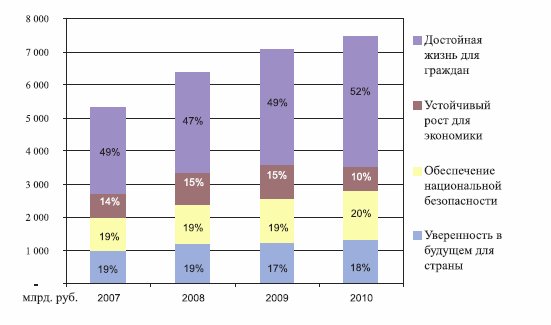 8 000
7 000
6 000
5 000
4 000
3 000
2 000
1 000
-
млрд. руб.
49% 47% 49% 52%
14% 15% 15% 10%
19% 19% 19% 20%
19% 19% 17% 18%
2007 2008 2009 2010
Достойная
жизнь для
граждан
Устойчивый
рост для
экономики
Обеспечение
национальной
безопасности
Уверенность в
будущем для
страны